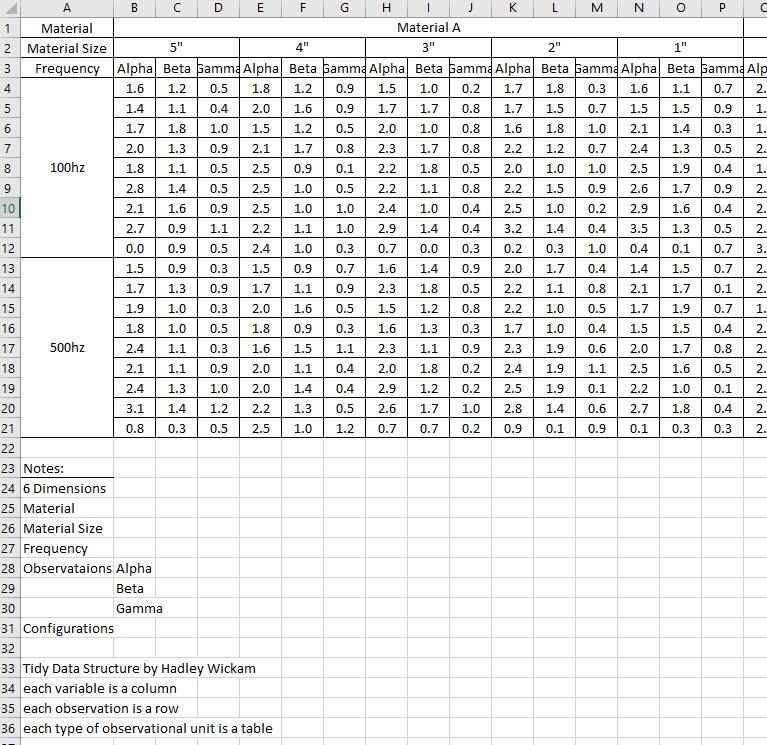 A B C D E F G H I J K L M N O P
1 Material Material A
2 Material Size 5" 4" 3" 2" 1"
3 Frequency Alpha Beta Gamma Alpha Beta Gamma Alpha Beta Gamma Alpha Beta Gamma Alpha Beta Gamma Alp
4 1.6 1.2 0.5 1.8 1.2 0.9 1.5 1.0 0.2 1.7 1.8 0.3 1.6 1.1 0.7 2.
5 1.4 1.1 0.4 2.0 1.6 0.9 1.7 1.7 0.8 1.7 1.5 0.7 1.5 1.5 0.9 1.
6 1.7 1.8 1.0 1.5 1.2 0.5 2.0 1.0 0.8 1.6 1.8 1.0 2.1 1.4 0.3 1.
7 2.0 1.3 0.9 2.1 1.7 0.8 2.3 1.7 0.8 2.2 1.2 0.7 2.4 1.3 0.5 2.
8 100hz 1.8 1.1 0.5 2.5 0.9 0.1 2.2 1.8 0.5 2.0 1.0 1.0 2.5 1.9 0.4 1.
9 2.8 1.4 0.5 2.5 1.0 0.5 2.2 1.1 0.8 2.2 1.5 0.9 2.6 1.7 0.9 2.
10 2.1 1.6 0.9 2.5 1.0 1.0 2.4 1.0 0.4 2.5 1.0 0.2 2.9 1.6 0.4 2.
11 2.7 0.9 1.1 2.2 1.1 1.0 2.9 1.4 0.4 3.2 1.4 0.4 3.5 1.3 0.5 2.
12 0.0 0.9 0.5 2.4 1.0 0.3 0.7 0.0 0.3 0.2 0.3 1.0 0.4 0.1 0.7 3.
13 1.5 0.9 0.3 1.5 0.9 0.7 1.6 1.4 0.9 2.0 1.7 0.4 1.4 1.5 0.7 2.
14 1.7 1.3 0.9 1.7 1.1 0.9 2.3 1.8 0.5 2.2 1.1 0.8 2.1 1.7 0.1 2.
15 1.9 1.0 0.3 2.0 1.6 0.5 1.5 1.2 0.8 2.2 1.0 0.5 1.7 1.9 0.7 1.
16 1.8 1.0 0.5 1.8 0.9 0.3 1.6 1.3 0.3 1.7 1.0 0.4 1.5 1.5 0.4 2.
17 500hz 2.4 1.1 0.3 1.6 1.5 1.1 2.3 1.1 0.9 2.3 1.9 0.6 2.0 1.7 0.8 2.
18 2.1 1.1 0.9 2.0 1.1 0.4 2.0 1.8 0.2 2.4 1.9 1.1 2.5 1.6 0.5 2.
19 2.4 1.3 1.0 2.0 1.4 0.4 2.9 1.2 0.2 2.5 1.9 0.1 2.2 1.0 0.1 2.
20 3.1 1.4 1.2 2.2 1.3 0.5 2.6 1.7 1.0 2.8 1.4 0.6 2.7 1.8 0.4 2.
21 0.8 0.3 0.5 2.5 1.0 1.2 0.7 0.7 0.2 0.9 0.1 0.9 0.1 0.3 0.3 2.
22
23 Notes:
24 6 Dimensions
25 Material
26 Material Size
27 Frequency
28 Observataions Alpha
29 Beta
30 Gamma
31 Configurations
32
33 Tidy Data Structure by Hadley Wickam
34 each variable is a column
35 each observation is a row
36 each type of observational unit is a table